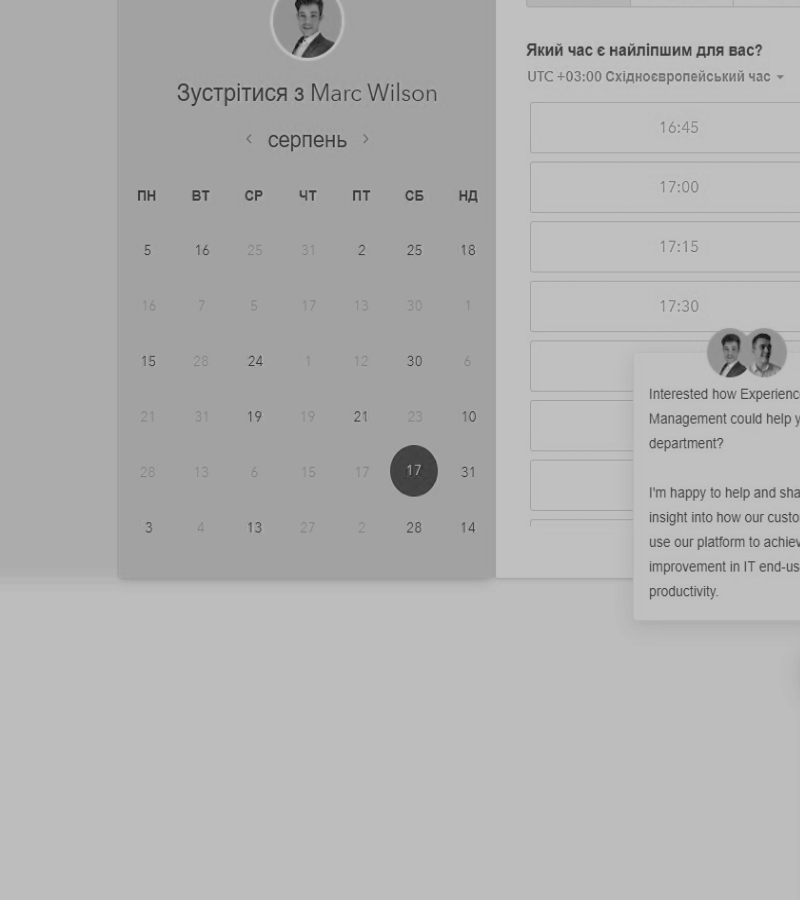 Зустрітися з Marc Wilson
серпень
ПН ВТ СР ЧТ ПТ СБ НД
5 16 25 31 2 25 18
16 7 5 17 13 30 1
15 28 24 1 12 30 6
21 31 19 19 21 23 10
28 13 6 15 17 17 31
3 4 13 27 2 28 14
Який час є найліпшим для вас?
UTC +03:00 Східноєвропейський час
16:45
17:00
17:15
17:30
Interested how Experienc
Management could help y
department?
I'm happy to help and sha
insight into how our custo
use our platform to achiev
improvement in IT end-us
productivity.